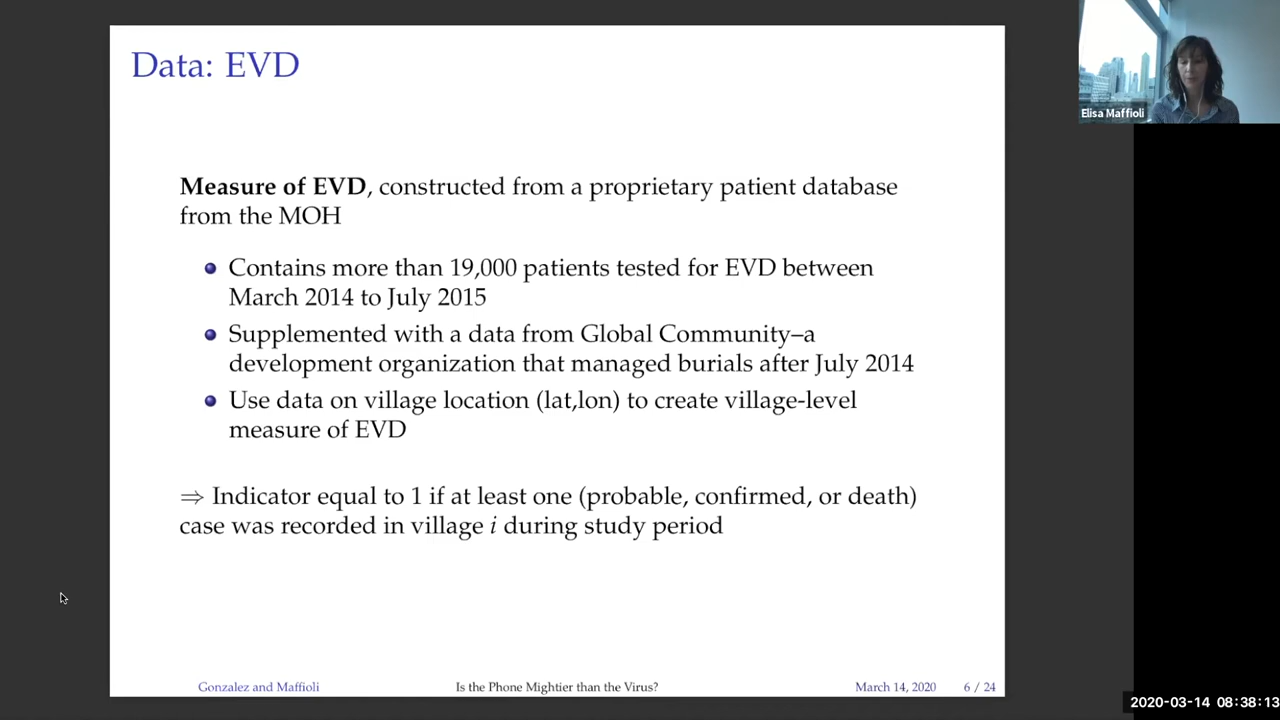 Data: EVD
Elisa Maffioli
Measure of EVD, constructed from a proprietary patient database
from the MOH
Contains more than 19,000 patients tested for EVD between
March 2014 to July 2015
Supplemented with a data from Global Community–a
development organization that managed burials after July 2014
Use data on village location (lat,lon) to create village-level
measure of EVD
⇒ Indicator equal to 1 if at least one (probable, confirmed, or death)
case was recorded in village i during study period
Gonzalez and Maffioli Is the Phone Mightier than the Virus? March 14, 2020 6 / 24
2020-03-14 08:38:13